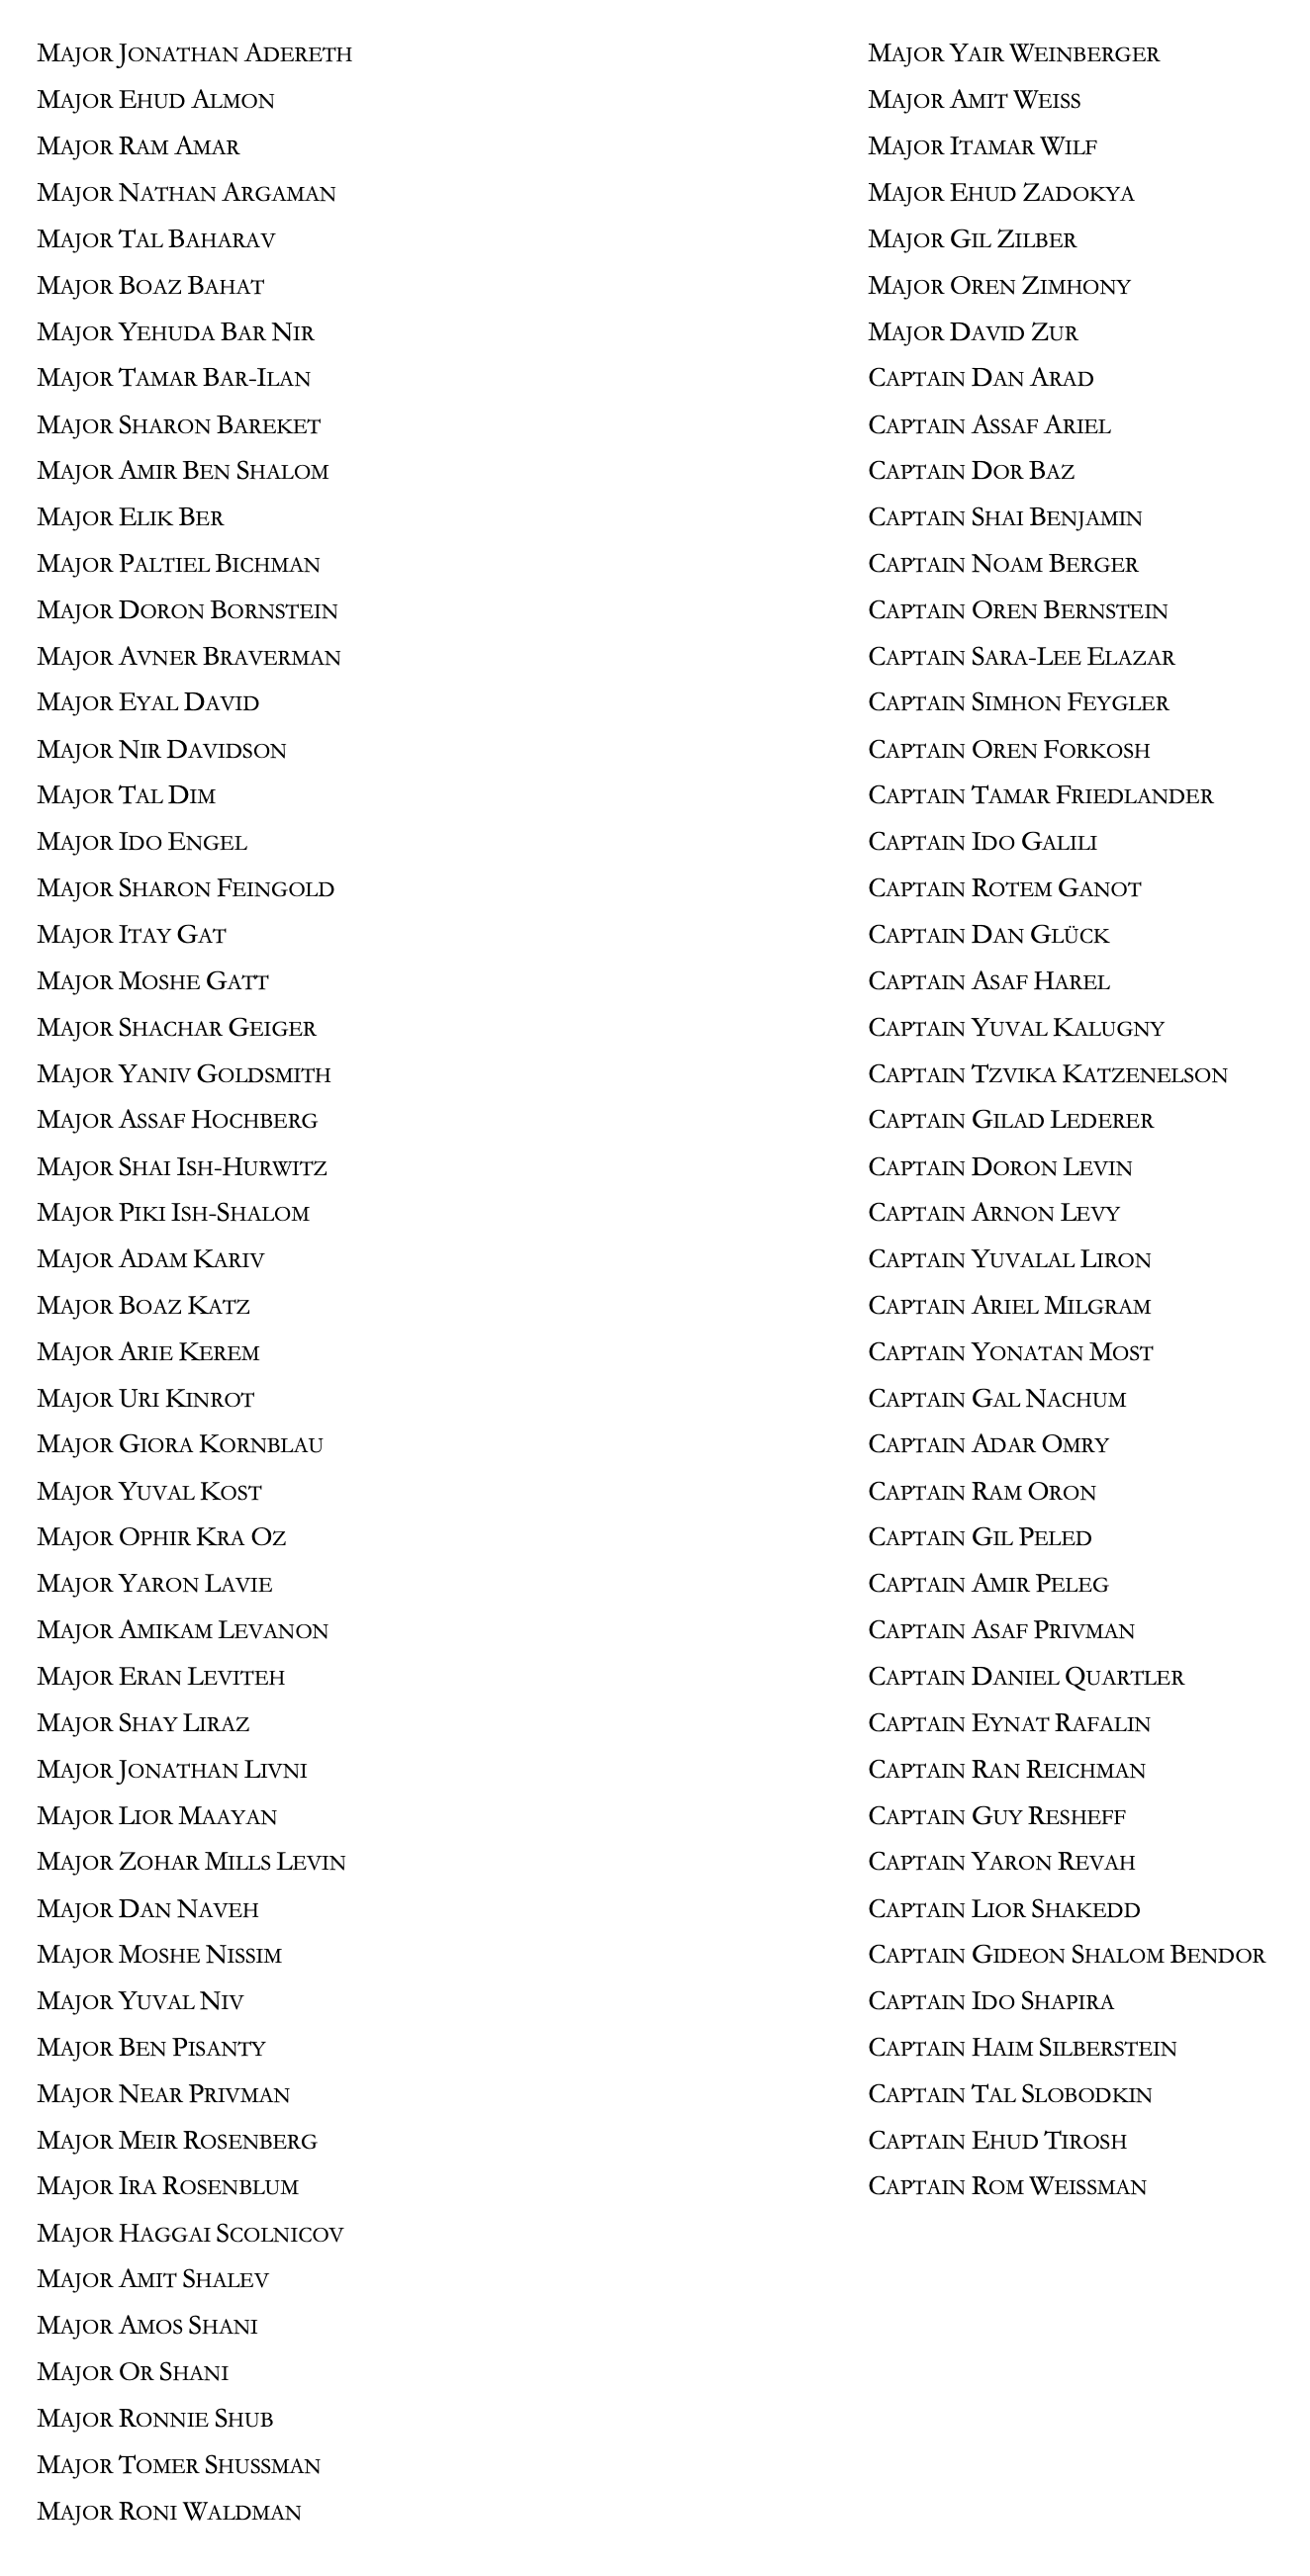 Major Jonathan Adereth
Major Ehud Almon
Major Ram Amar
Major Nathan Argaman
Major Tal Baharav
Major Boaz Bahat
Major Yehuda Bar Nir
Major Tamar Bar-Ilan
Major Sharon Bareket
Major Amir Ben Shalom
Major Elik Ber
Major Paltiel Bichman
Major Doron Bornstein
Major Avner Braverman
Major Eyal David
Major Nir Davidson
Major Tal Dim
Major Ido Engel
Major Sharon Feingold
Major Itay Gat
Major Moshe Gatt
Major Shachar Geiger
Major Yaniv Goldsmith
Major Assaf Hochberg
Major Shai Ish-Hurwitz
Major Piki Ish-Shalom
Major Adam Kariv
Major Boaz Katz
Major Arie Kerem
Major Uri Kinrot
Major Giora Kornblau
Major Yuval Kost
Major Ophir Kra Oz
Major Yaron Lavie
Major Amikam Levanon
Major Eran Leviteh
Major Shay Liraz
Major Jonathan Livni
Major Lior Maayan
Major Zohar Mills Levin
Major Dan Naveh
Major Moshe Nissim
Major Yuval Niv
Major Ben Pisanty
Major Near Privman
Major Meir Rosenberg
Major Ira Rosenblum
Major Haggai Scolnicov
Major Amit Shalev
Major Amos Shani
Major Or Shani
Major Ronnie Shub
Major Tomer Shussman
Major Roni Waldman
Major Yair Weinberger
Major Amit Weiss
Major Itamar Wilf
Major Ehud Zadokya
Major Gil Zilber
Major Oren Zimhony
Major David Zur
Captain Dan Arad
Captain Assaf Ariel
Captain Dor Baz
Captain Shai Benjamin
Captain Noam Berger
Captain Oren Bernstein
Captain Sara-Lee Elazar
Captain Simhon Feygler
Captain Oren Forkosh
Captain Tamar Friedlander
Captain Ido Galili
Captain Rotem Ganot
Captain Dan Glück
Captain Asaf Harel
Captain Yuval Kalugny
Captain Tzvika Katzenelson
Captain Gilad Lederer
Captain Doron Levin
Captain Arnon Levy
Captain Yuvalal Liron
Captain Ariel Milgram
Captain Yonatan Most
Captain Gal Nachum
Captain Adar Omry
Captain Ram Oron
Captain Gil Peled
Captain Amir Peleg
Captain Asaf Privman
Captain Daniel Quartler
Captain Eynat Rafalin
Captain Ran Reichman
Captain Guy Resheff
Captain Yaron Revah
Captain Lior Shakedd
Captain Gideon Shalom Bendor
Captain Ido Shapira
Captain Haim Silberstein
Captain Tal Slobodkin
Captain Ehud Tirosh
Captain Rom Weissman